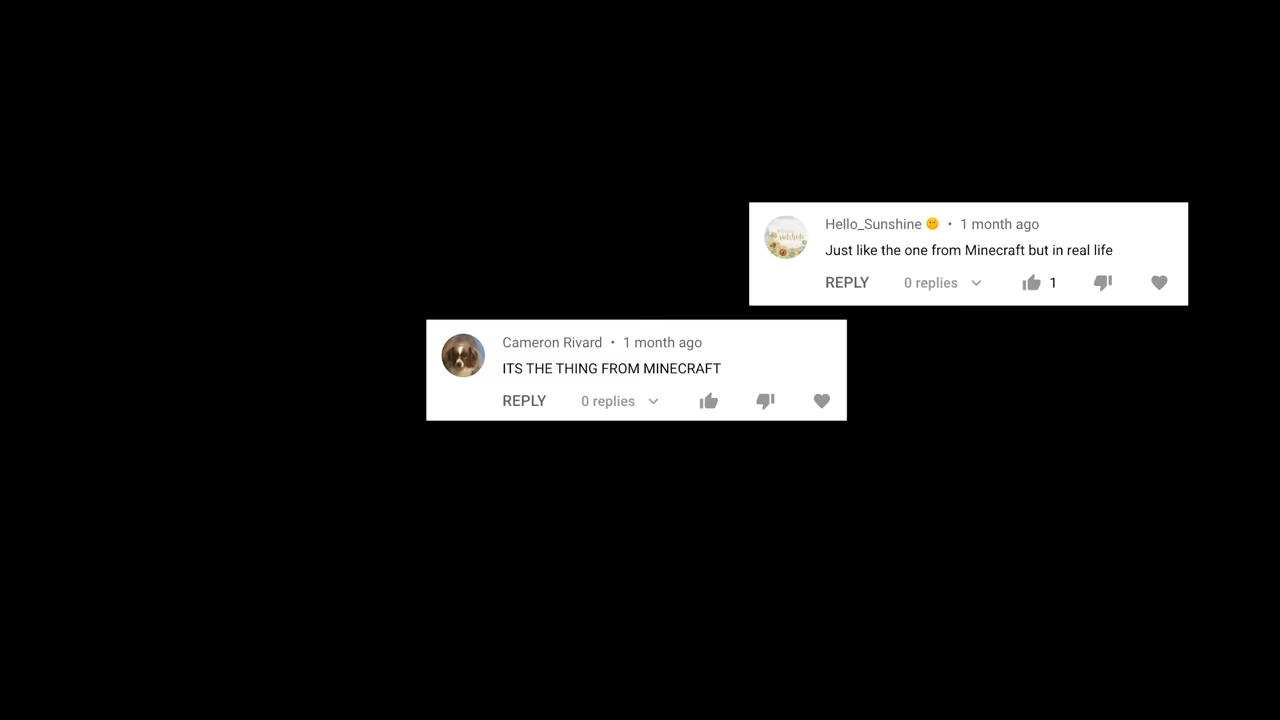 Hello_Sunshine 🌞 • 1 month ago
Just like the one from Minecraft but in real life
REPLY 0 replies 1
Cameron Rivard • 1 month ago
ITS THE THING FROM MINECRAFT
REPLY 0 replies